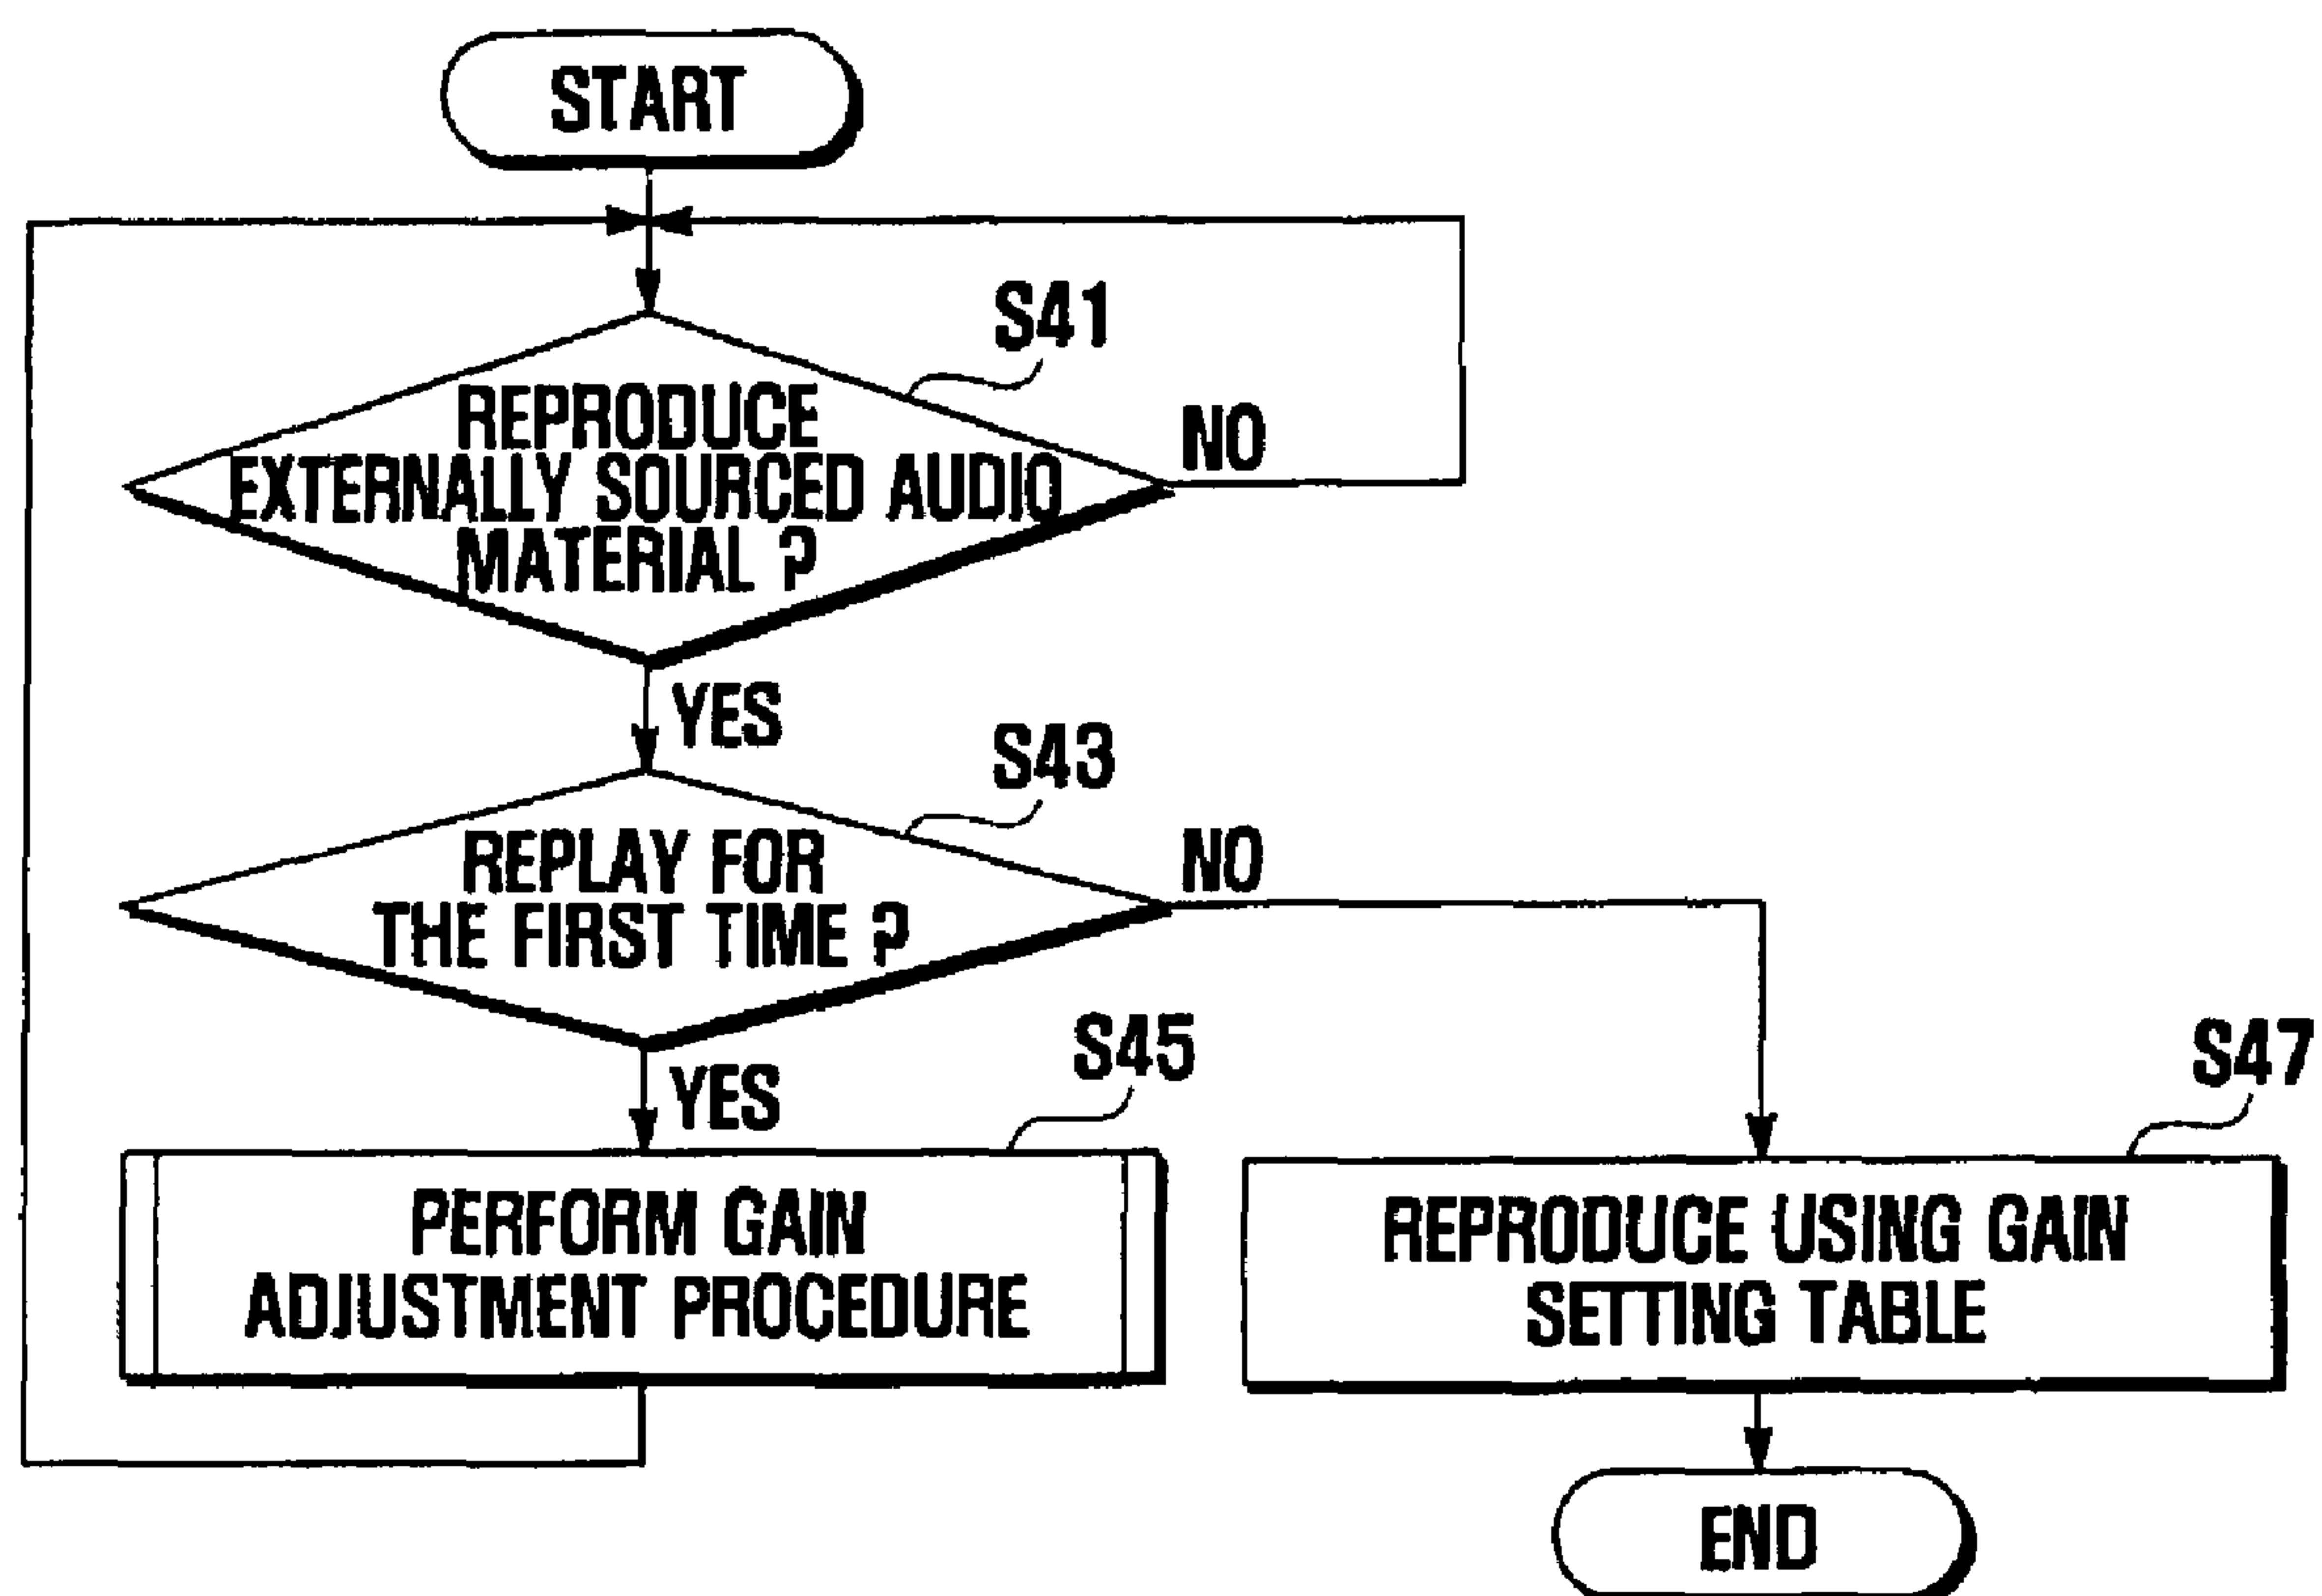 START
S41
REPRODUCE
EXTERNALLY SOURCED AUDIO
MATERIAL ?
NO
YES
S43
REPLAY FOR
THE FIRST TIME ?
NO
YES
S45
PERFORM GAIN
ADJUSTMENT PROCEDURE
S47
REPRODUCE USING GAIN
SETTING TABLE
END